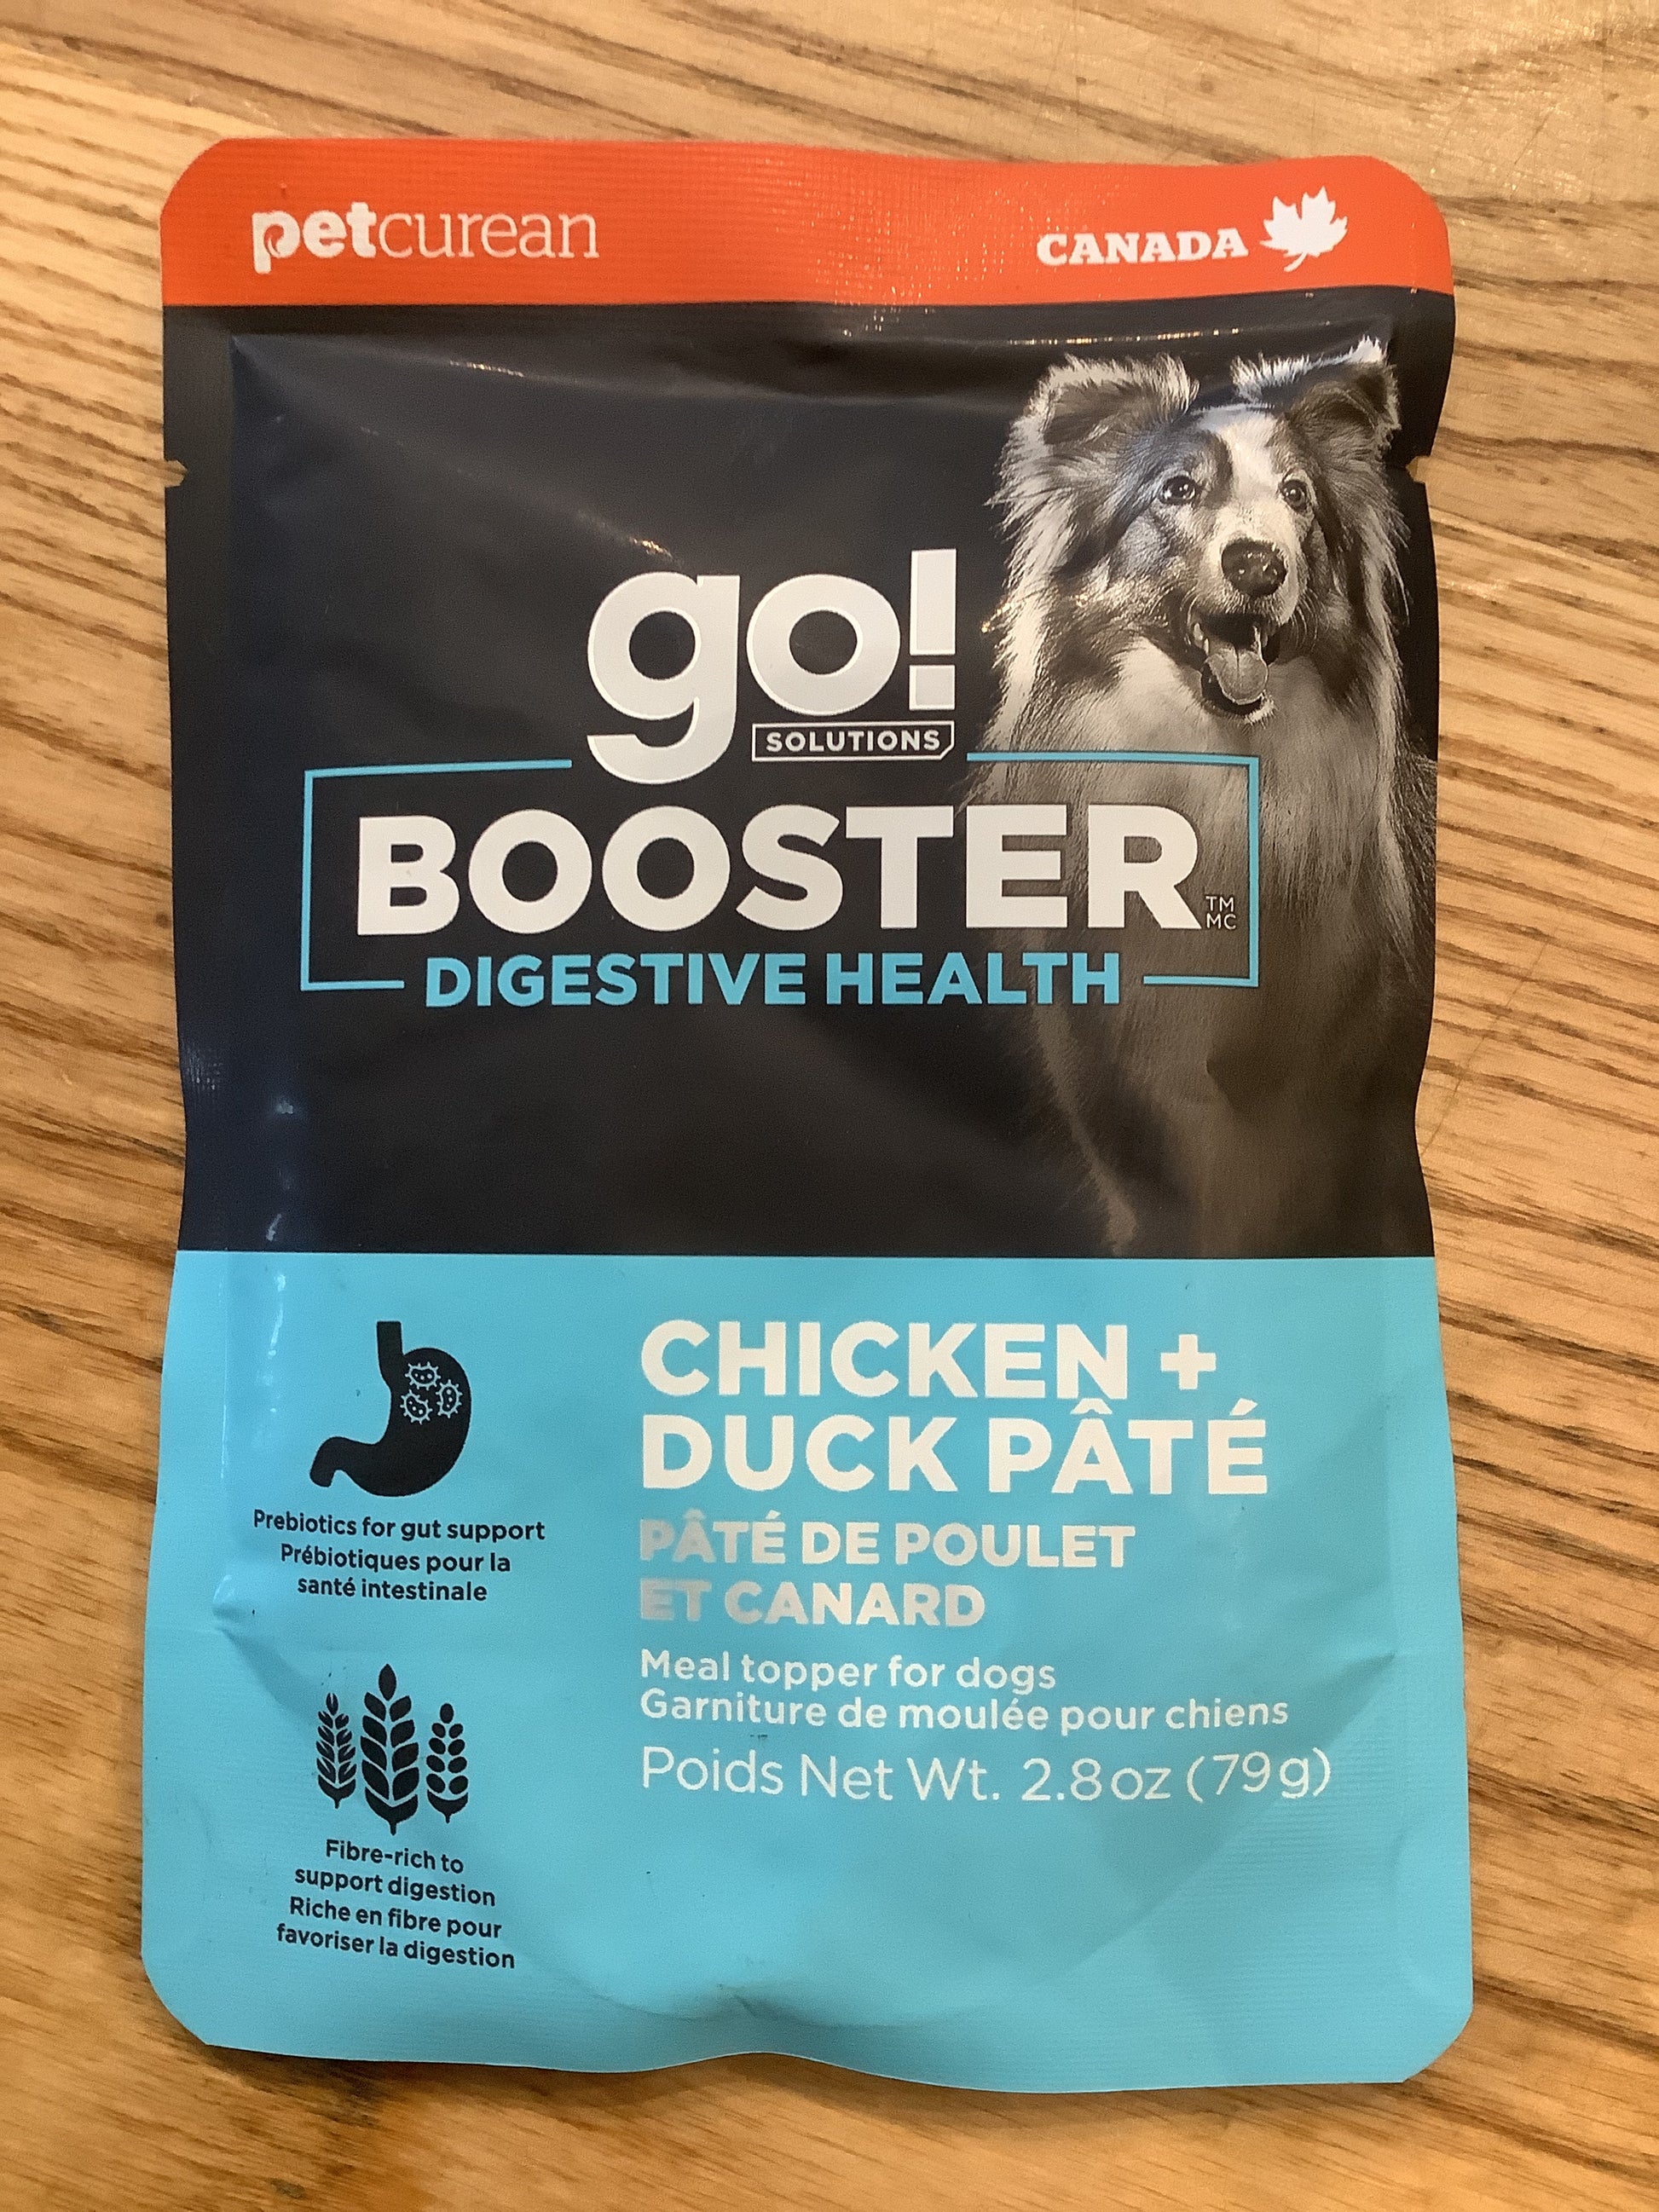 petcurean
CANADA
go!
SOLUTIONS
BOOSTER TM MC
DIGESTIVE HEALTH
CHICKEN +
DUCK PÂTÉ
PÂTÉ DE POULET
ET CANARD
Meal topper for dogs
Garniture de moulée pour chiens
Poids Net Wt. 2.8 oz (79 g)
Prebiotics for gut support
Prébiotiques pour la
santé intestinale
Fibre-rich to
support digestion
Riche en fibre pour
favoriser la digestion